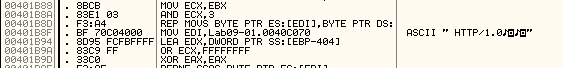 00401B88 . 8BCB MOV ECX,EBX
00401B8A . 83E1 03 AND ECX,3
00401B8D . F3:A4 REP MOVS BYTE PTR ES:[EDI],BYTE PTR DS:
00401B8F . BF 70C04000 MOV EDI,Lab09-01.0040C070 ASCII " HTTP/1.0♪◙♪◙"
00401B94 . 8D95 FCFBFFFF LEA EDX,DWORD PTR SS:[EBP-404]
00401B9A . 83C9 FF OR ECX,FFFFFFFF
00401B9D . 33C0 XOR EAX,EAX